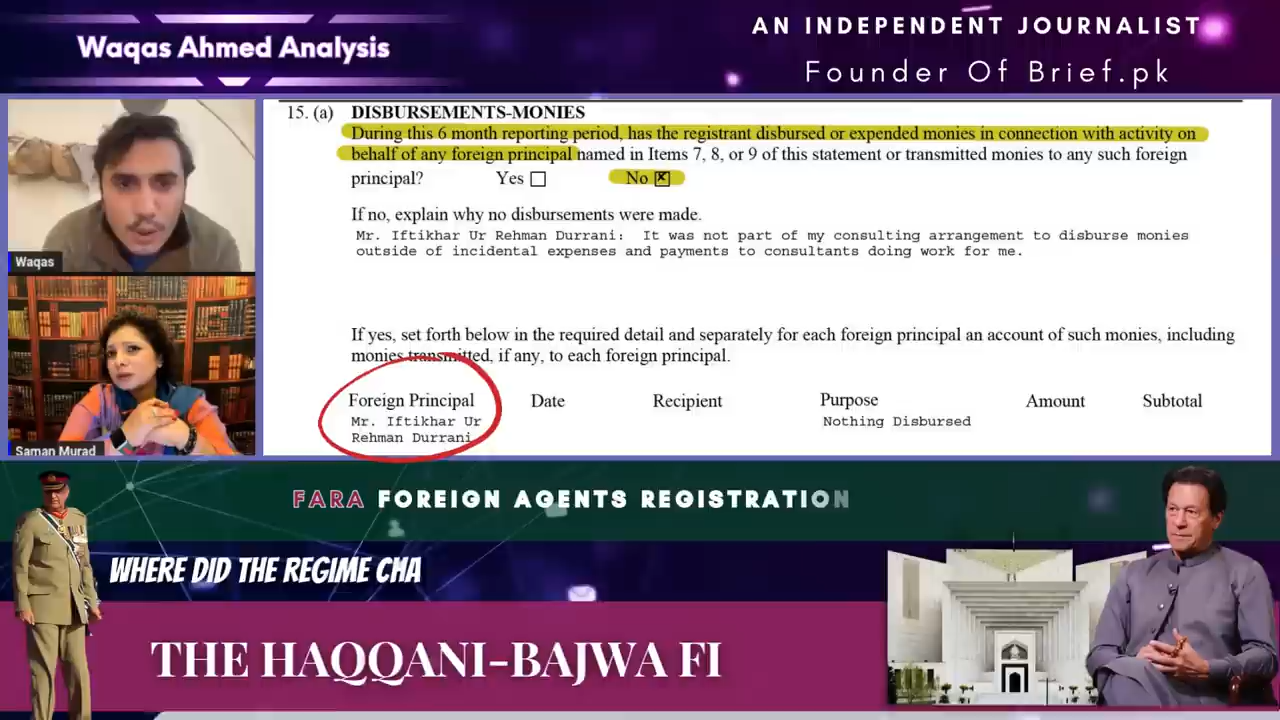 Waqas Ahmed Analysis
AN INDEPENDENT JOURNALIST
Founder Of Brief.pk
15. (a) DISBURSEMENTS-MONIES
During this 6 month reporting period, has the registrant disbursed or expended monies in connection with activity on
behalf of any foreign principal named in Items 7, 8, or 9 of this statement or transmitted monies to any such foreign
principal? Yes ☐ No ☒
If no, explain why no disbursements were made.
Mr. Iftikhar Ur Rehman Durrani: It was not part of my consulting arrangement to disburse monies
outside of incidental expenses and payments to consultants doing work for me.
If yes, set forth below in the required detail and separately for each foreign principal an account of such monies, including
monies transmitted, if any, to each foreign principal.
Foreign Principal Date Recipient Purpose Amount Subtotal
Mr. Iftikhar Ur Nothing Disbursed
Rehman Durrani
Waqas
Saman Murad
FARA FOREIGN AGENTS REGISTRATION
WHERE DID THE REGIME CHA
THE HAQQANI-BAJWA FI